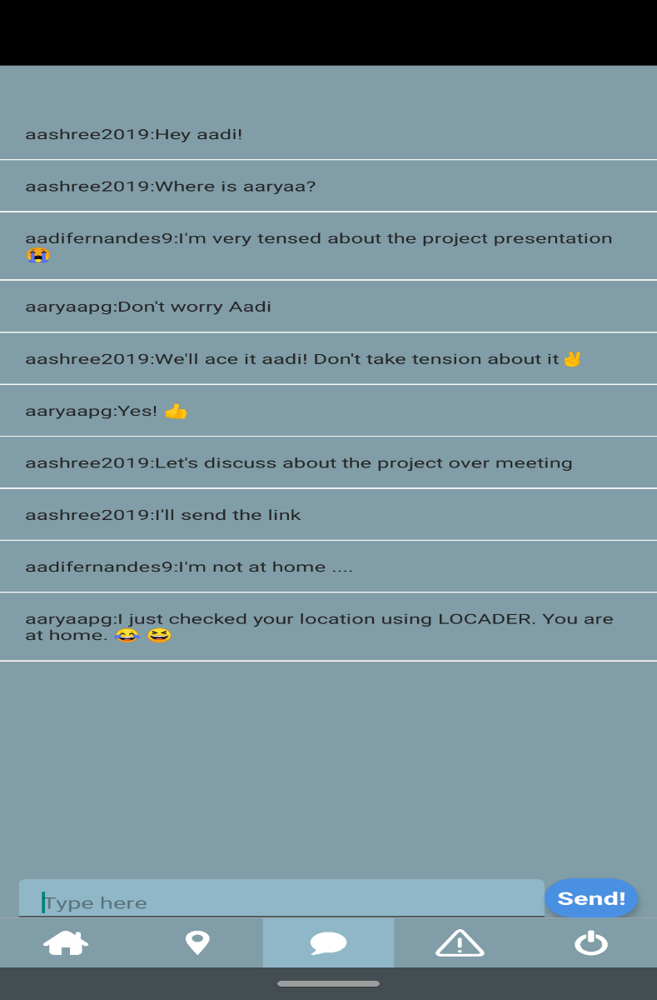 aashree2019:Hey aadi!
aashree2019:Where is aaryaa?
aadifernandes9:I'm very tensed about the project presentation
😭
aaryaapg:Don't worry Aadi
aashree2019:We'll ace it aadi! Don't take tension about it✌️
aaryaapg:Yes! 👍
aashree2019:Let's discuss about the project over meeting
aashree2019:I'll send the link
aadifernandes9:I'm not at home ....
aaryaapg:I just checked your location using LOCADER. You are
at home. 😂 😆
Type here
Send!